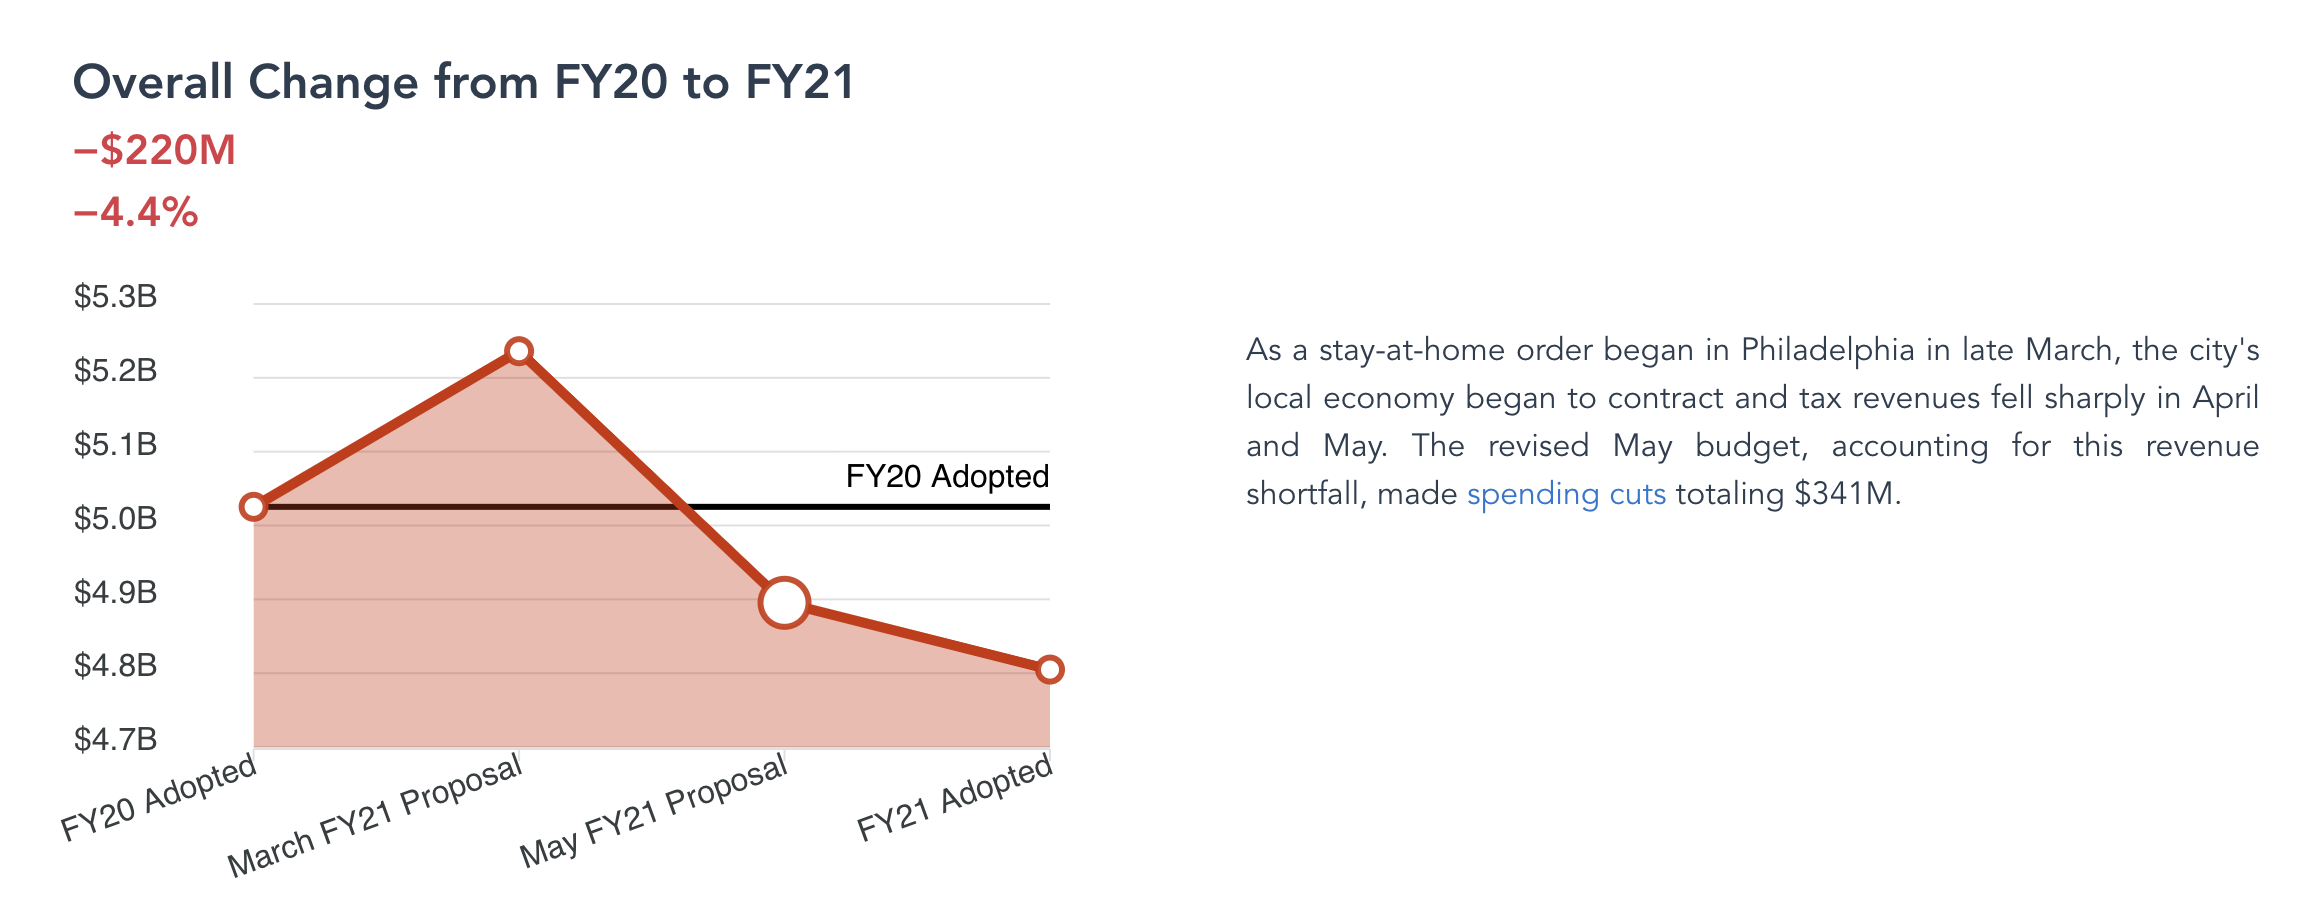 Overall Change from FY20 to FY21
–$220M
–4.4%
$5.3B
$5.2B
$5.1B
$5.0B
$4.9B
$4.8B
$4.7B
FY20 Adopted
FY20 Adopted
March FY21 Proposal
May FY21 Proposal
FY21 Adopted
As a stay-at-home order began in Philadelphia in late March, the city's
local economy began to contract and tax revenues fell sharply in April
and May. The revised May budget, accounting for this revenue
shortfall, made spending cuts totaling $341M.